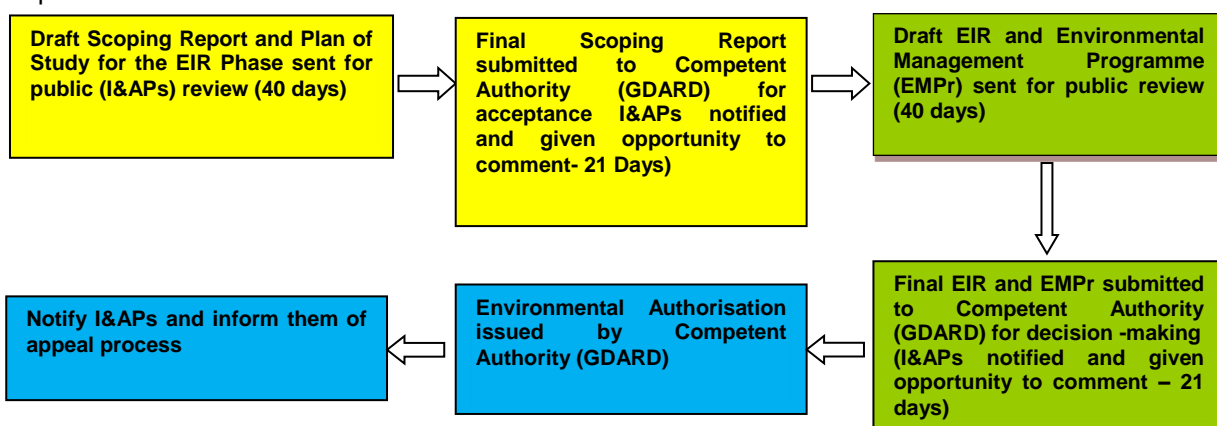 Draft Scoping Report and Plan of
Study for the EIR Phase sent for
public (I&APs) review (40 days)
Final Scoping Report
submitted to Competent
Authority (GDARD) for
acceptance I&APs notified
and given opportunity to
comment- 21 Days)
Draft EIR and Environmental
Management Programme
(EMPr) sent for public review
(40 days)
Final EIR and EMPr submitted
to Competent Authority
(GDARD) for decision -making
(I&APs notified and given
opportunity to comment – 21
days)
Environmental Authorisation
issued by Competent
Authority (GDARD)
Notify I&APs and inform them of
appeal process